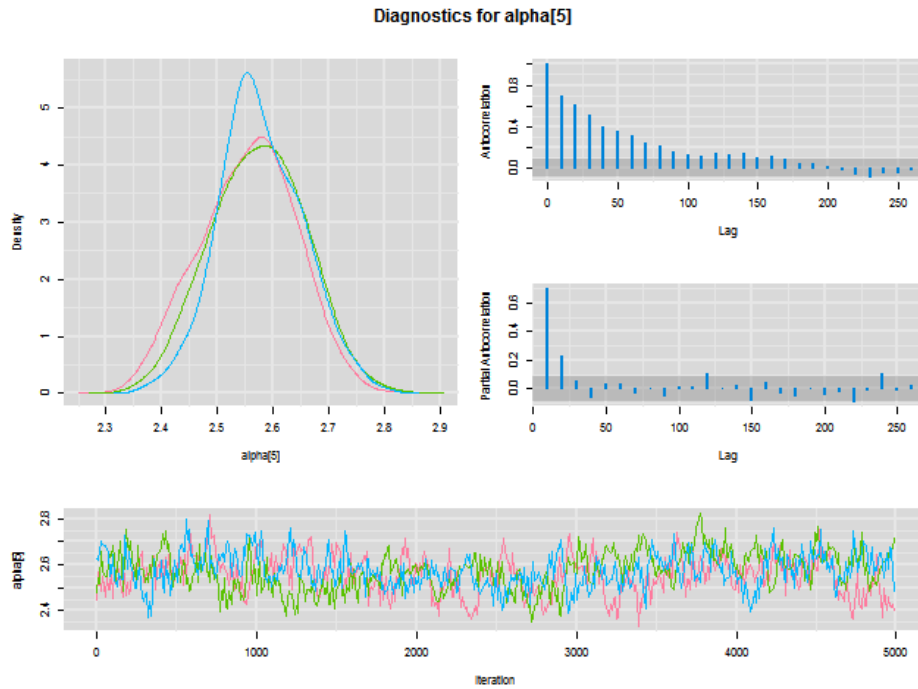 Diagnostics for alpha[5]
Density
0 1 2 3 4 5
2.3 2.4 2.5 2.6 2.7 2.8 2.9
alpha[5]
Autocorrelation
0.0 0.4 0.8
0 50 100 150 200 250
Lag
Partial Autocorrelation
0.0 0.2 0.4 0.6
0 50 100 150 200 250
Lag
alpha[5]
2.4 2.6 2.8
0 1000 2000 3000 4000 5000
Iteration